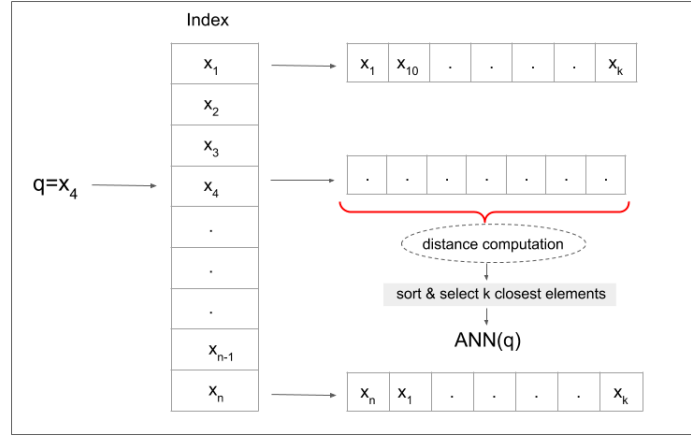 Index
x₁ x₁ x₁₀ . . . . xₖ
x₂
x₃
q=x₄ x₄ . . . . . . .
.
distance computation
.
sort & select k closest elements
.
ANN(q)
xₙ₋₁
xₙ xₙ x₁ . . . . xₖ